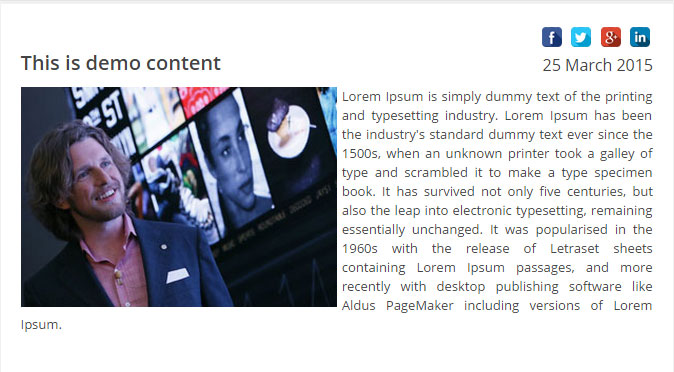 f g+ in
This is demo content
25 March 2015
Lorem Ipsum is simply dummy text of the printing
and typesetting industry. Lorem Ipsum has been
the industry's standard dummy text ever since the
1500s, when an unknown printer took a galley of
type and scrambled it to make a type specimen
book. It has survived not only five centuries, but
also the leap into electronic typesetting, remaining
essentially unchanged. It was popularised in the
1960s with the release of Letraset sheets
containing Lorem Ipsum passages, and more
recently with desktop publishing software like
Aldus PageMaker including versions of Lorem
Ipsum.